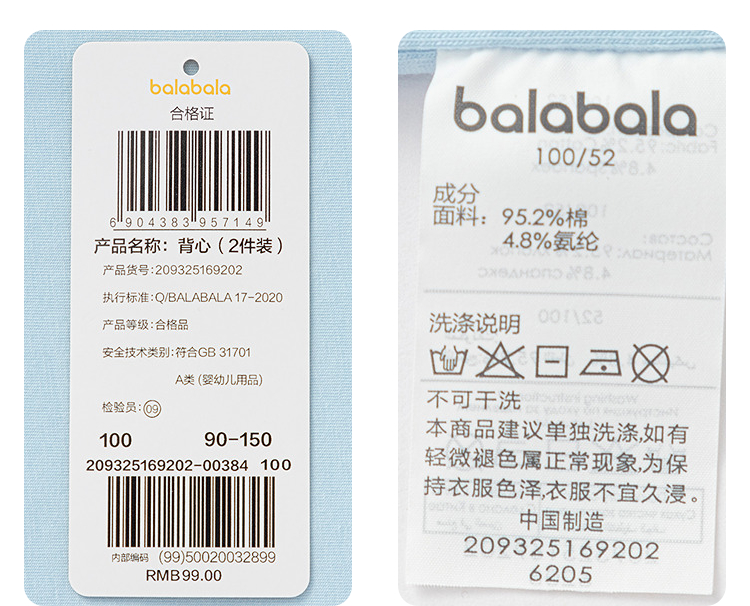 balabala
合格证
6 904383 957149
产品名称：背心（2件装）
产品货号:209325169202
执行标准:Q/BALABALA 17-2020
产品等级:合格品
安全技术类别:符合GB 31701
A类 (婴幼儿用品)
检验员:09
100 90-150
209325169202-00384 100
内部编码 (99)50020032899
RMB99.00
balabala
100/52
成分
面料：95.2%棉
4.8%氨纶
洗涤说明
不可干洗
本商品建议单独洗涤,如有
轻微褪色属正常现象,为保
持衣服色泽,衣服不宜久浸。
中国制造
209325169202
6205